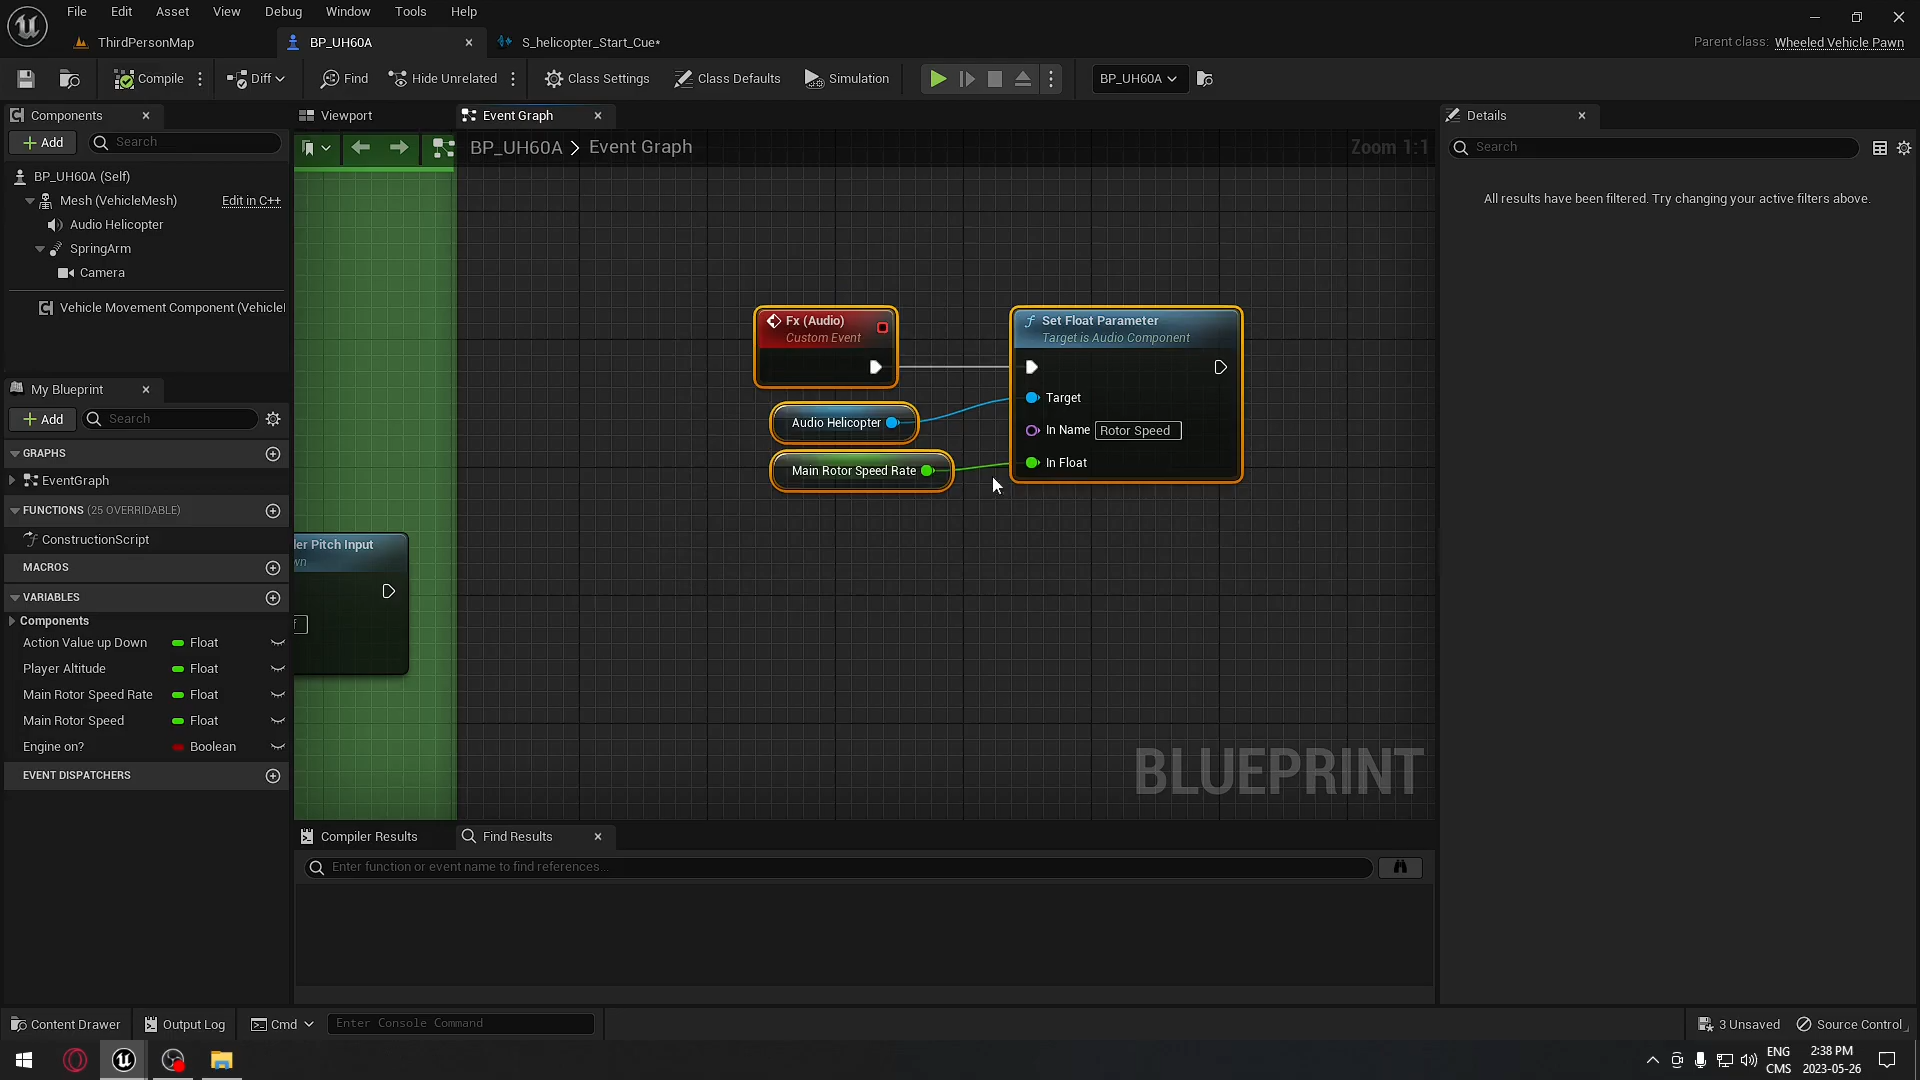 File Edit Asset View Debug Window Tools Help
ThirdPersonMap BP_UH60A S_helicopter_Start_Cue*
Parent class: Wheeled Vehicle Pawn
Compile Diff Find Hide Unrelated Class Settings Class Defaults Simulation BP_UH60A
Components
Add Search
BP_UH60A (Self)
Mesh (VehicleMesh) Edit in C++
Audio Helicopter
SpringArm
Camera
Vehicle Movement Component (Vehicle
My Blueprint
Add Search
GRAPHS
EventGraph
FUNCTIONS (25 OVERRIDABLE)
ConstructionScript
MACROS
VARIABLES
Components
Action Value up Down Float
Player Altitude Float
Main Rotor Speed Rate Float
Main Rotor Speed Float
Engine on? Boolean
EVENT DISPATCHERS
Viewport Event Graph
BP_UH60A > Event Graph
Zoom 1:1
ler Pitch Input
wn
Fx (Audio)
Custom Event
Audio Helicopter
Main Rotor Speed Rate
Set Float Parameter
Target is Audio Component
Target
In Name Rotor Speed
In Float
BLUEPRINT
Compiler Results Find Results
Enter function or event name to find references...
Details
Search
All results have been filtered. Try changing your active filters above.
Content Drawer Output Log Cmd Enter Console Command
3 Unsaved Source Control
ENG
CMS
2:38 PM
2023-05-26